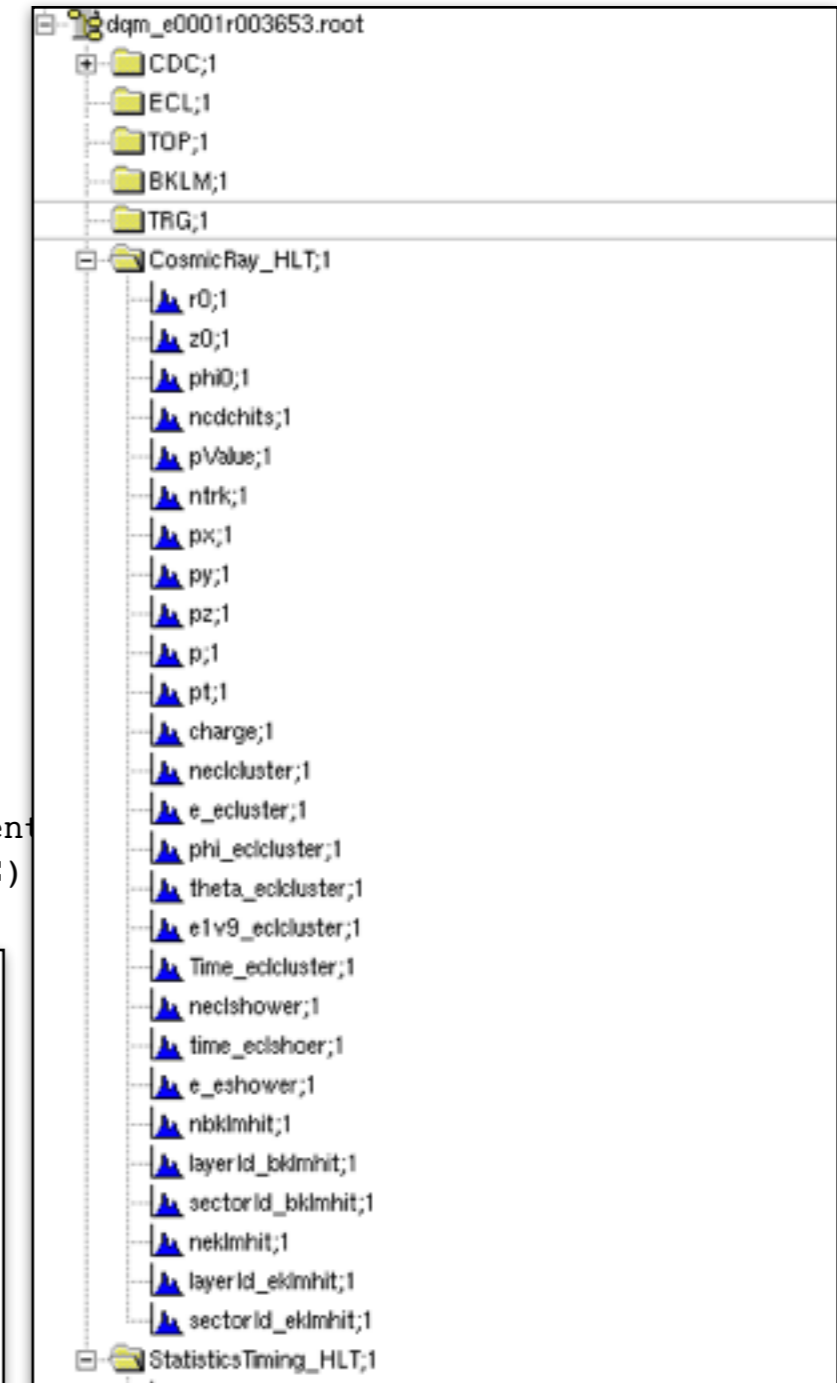 dqm_e0001r003653.root
CDC;1
ECL;1
TOP;1
BKLM;1
TRG;1
CosmicRay_HLT;1
r0;1
z0;1
phi0;1
ncdchits;1
pValue;1
ntrk;1
px;1
py;1
pz;1
p;1
pt;1
charge;1
neclcluster;1
e_ecluster;1
phi_eclcluster;1
theta_eclcluster;1
e1v9_eclcluster;1
Time_eclcluster;1
neclshower;1
time_eclshoer;1
e_eshower;1
nbklmhit;1
layerId_bklmhit;1
sectorId_bklmhit;1
neklmhit;1
layerId_eklmhit;1
sectorId_eklmhit;1
StatisticsTiming_HLT;1